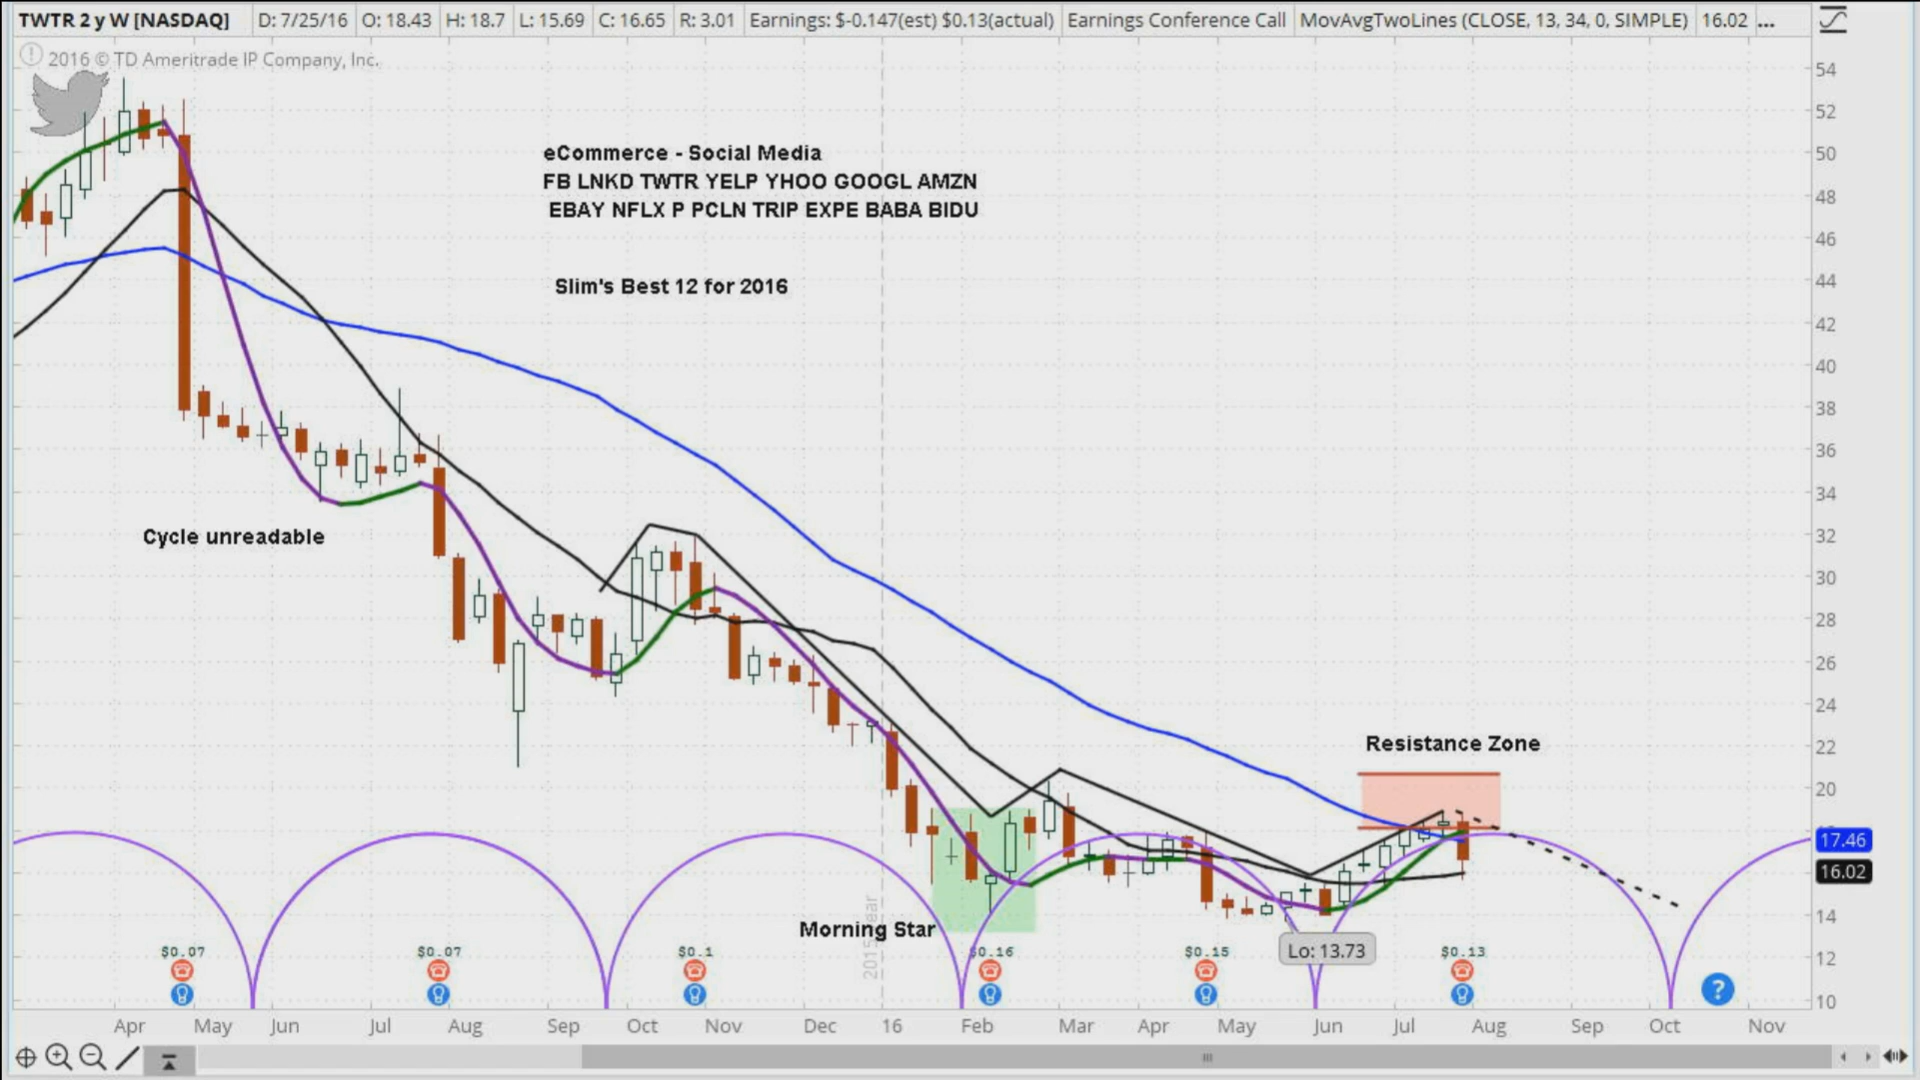 TWTR 2 y W [NASDAQ] D: 7/25/16 O: 18.43 H: 18.7 L: 15.69 C: 16.65 R: 3.01 Earnings: $-0.147(est) $0.13(actual) Earnings Conference Call MovAvgTwoLines (CLOSE, 13, 34, 0, SIMPLE) 16.02 ...
2016 © TD Ameritrade IP Company, Inc.
54
52
50
48
46
44
42
40
38
36
34
32
30
28
26
24
22
20
17.46
16.02
14
12
10
eCommerce - Social Media
FB LNKD TWTR YELP YHOO GOOGL AMZN
EBAY NFLX P PCLN TRIP EXPE BABA BIDU
Slim's Best 12 for 2016
Cycle unreadable
Resistance Zone
Morning Star
Lo: 13.73
$0.07 $0.07 $0.1 $0.16 $0.15 $0.13
?
Apr May Jun Jul Aug Sep Oct Nov Dec 16 Feb Mar Apr May Jun Jul Aug Sep Oct Nov